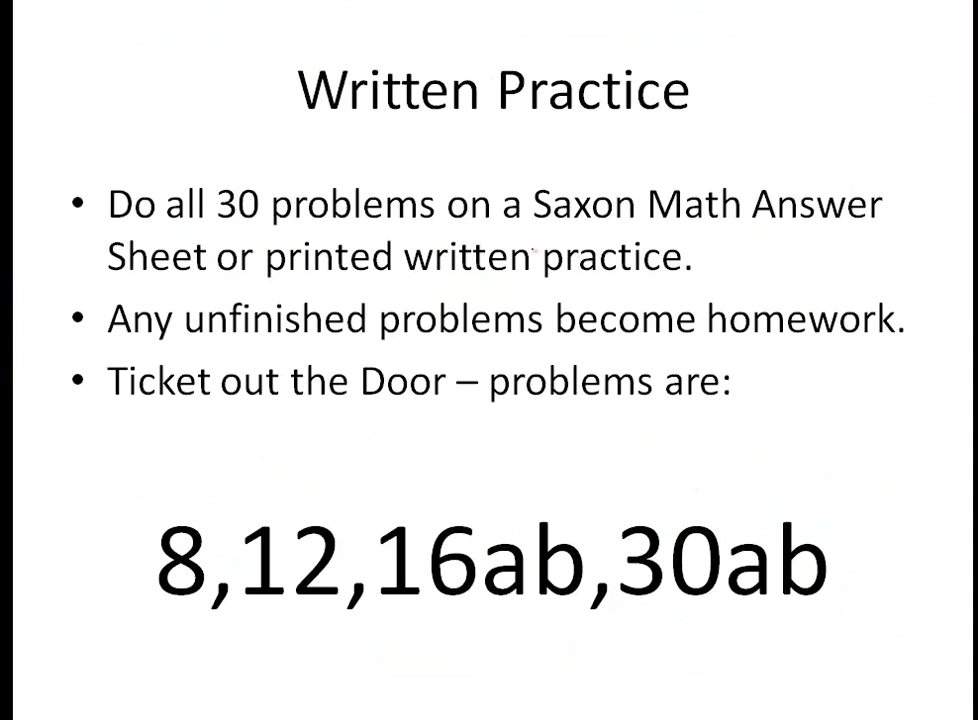 Written Practice
• Do all 30 problems on a Saxon Math Answer
Sheet or printed written practice.
• Any unfinished problems become homework.
• Ticket out the Door – problems are:
8,12,16ab,30ab